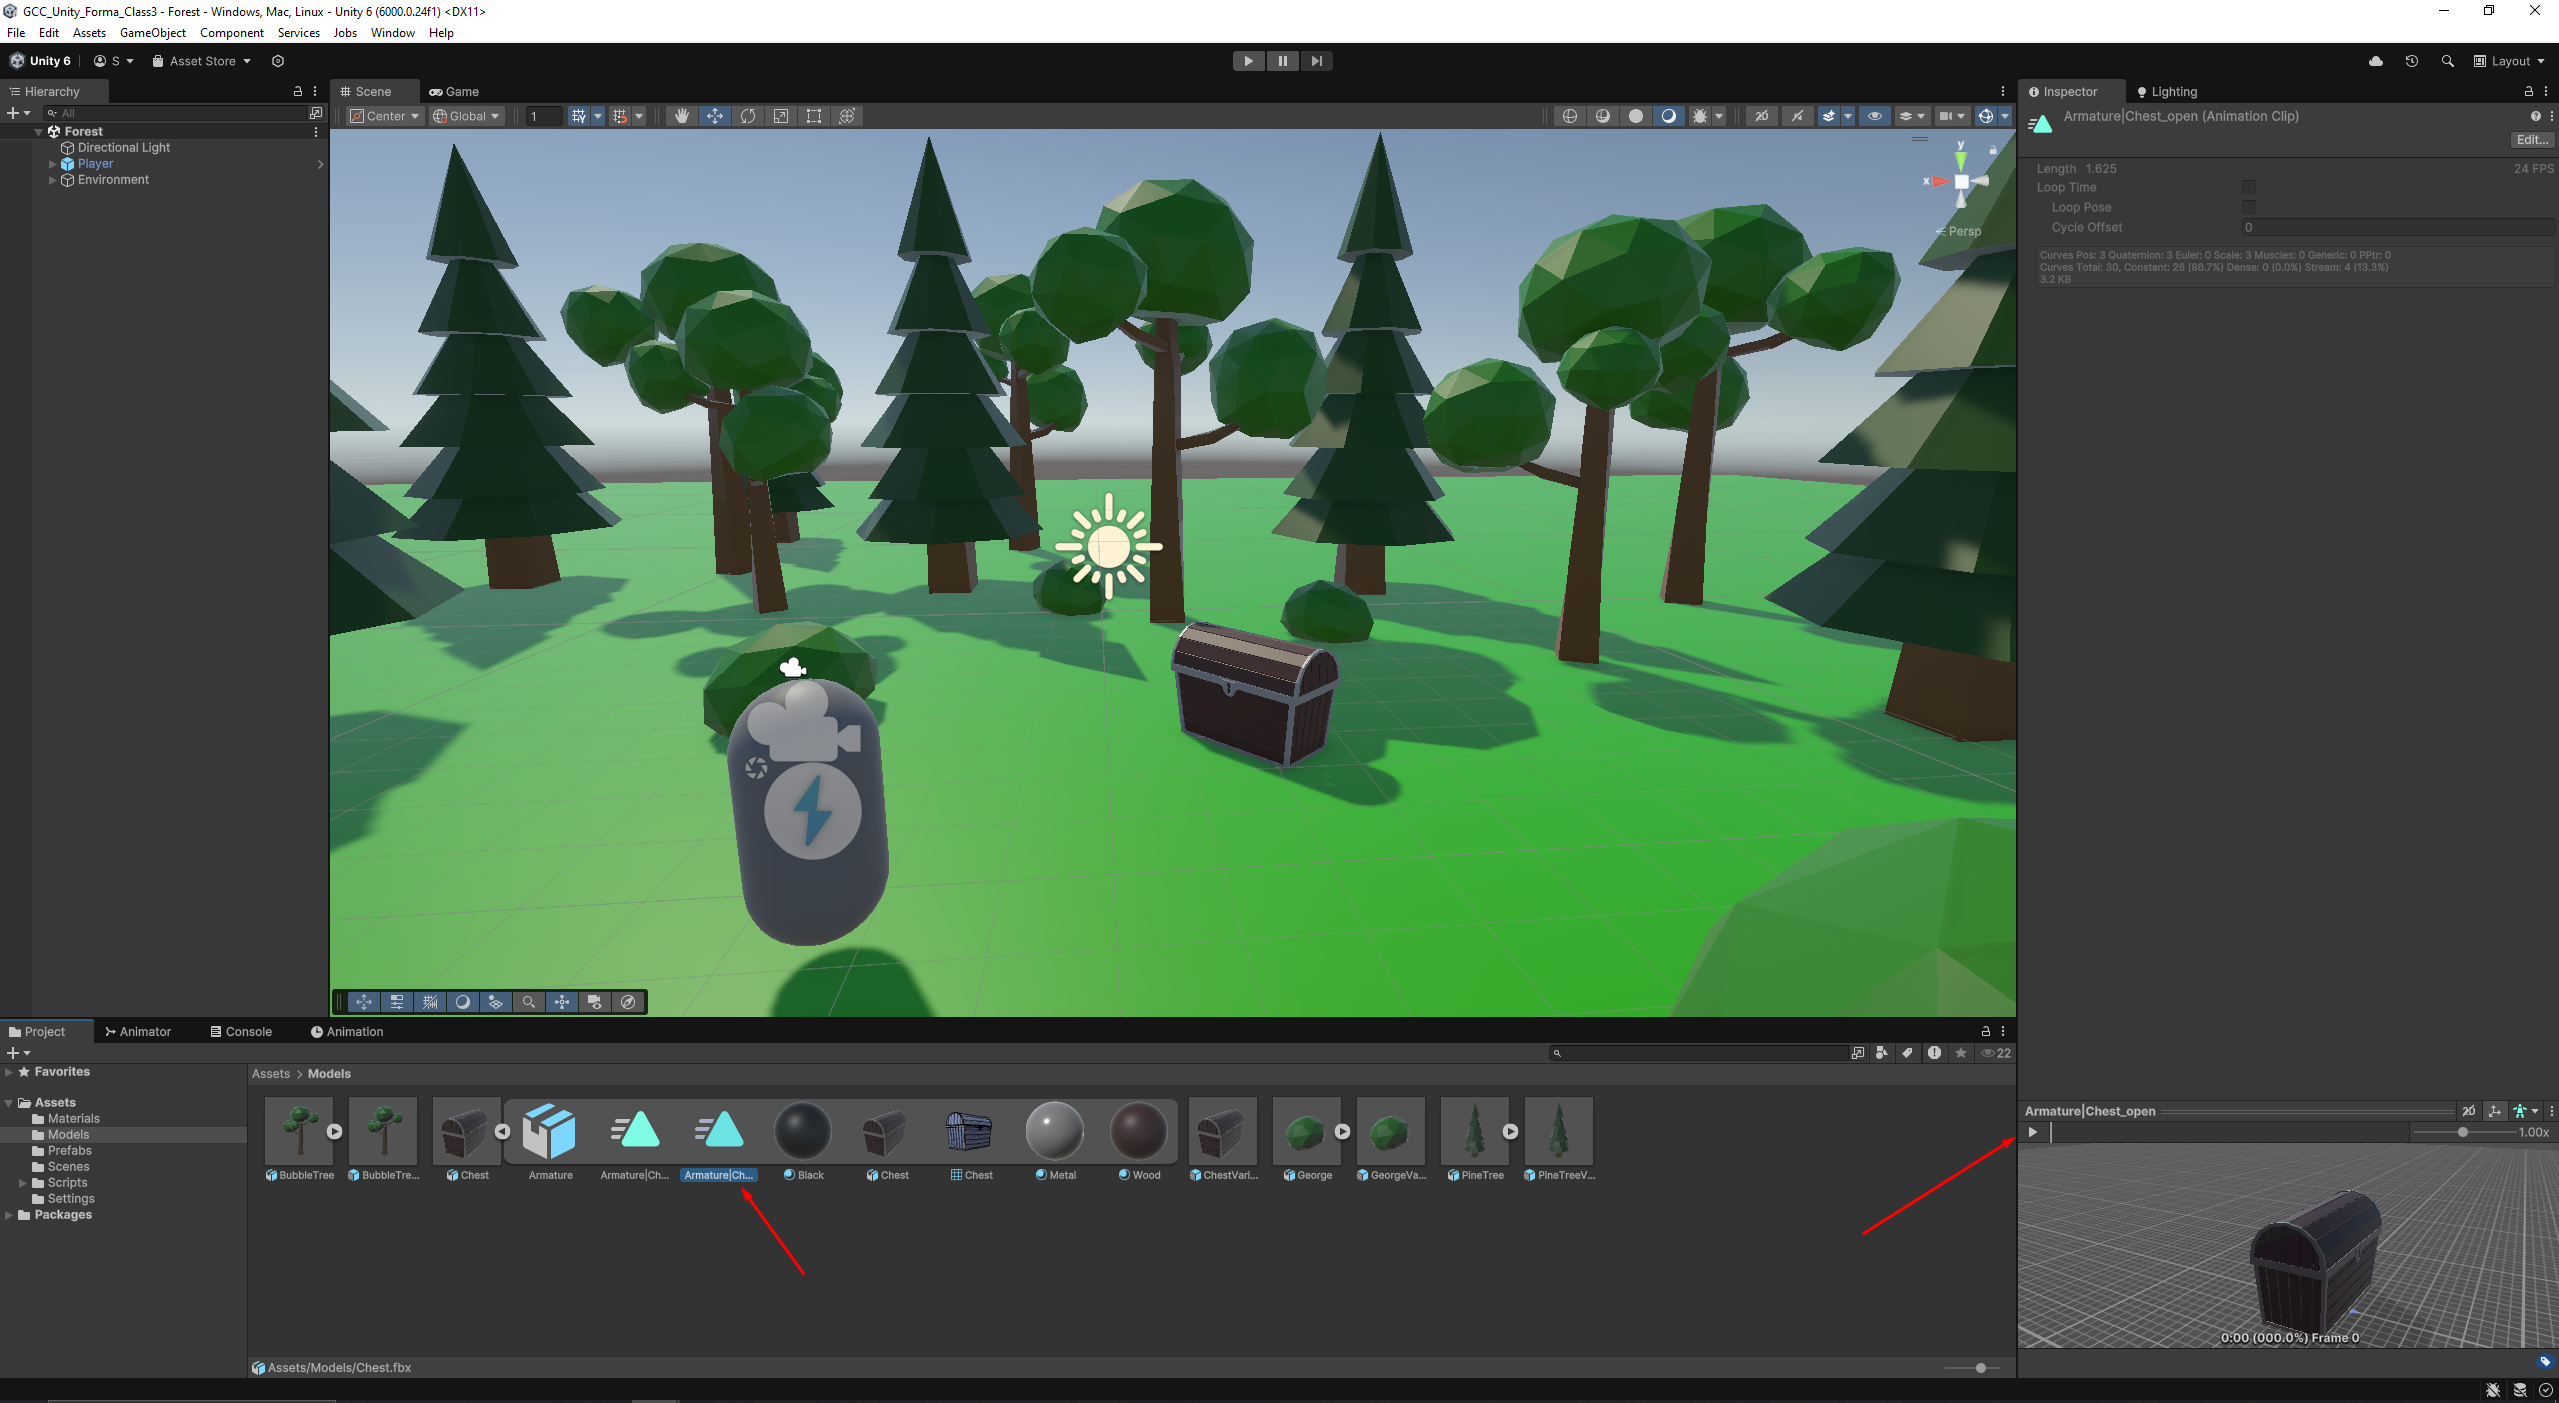 GCC_Unity_Forma_Class3 - Forest - Windows, Mac, Linux - Unity 6 (6000.0.24f1) <DX11>
File Edit Assets GameObject Component Services Jobs Window Help
Unity 6 S Asset Store Layout
Hierarchy
All
Forest
Directional Light
Player
Environment
Scene Game
Center Global 1 2D
y
x
Persp
Inspector Lighting
Armature|Chest_open (Animation Clip)
Edit...
Length 1.625 24 FPS
Loop Time
Loop Pose
Cycle Offset 0
Curves Pos: 3 Quaternion: 3 Euler: 0 Scale: 3 Muscles: 0 Generic: 0 PPtr: 0
Curves Total: 30, Constant: 26 (86.7%) Dense: 0 (0.0%) Stream: 4 (13.3%)
3.2 KB
Project Animator Console Animation
22
Favorites
Assets
Materials
Models
Prefabs
Scenes
Scripts
Settings
Packages
Assets > Models
BubbleTree BubbleTre... Chest Armature Armature|Ch... Armature|Ch... Black Chest Chest Metal Wood ChestVari... George GeorgeVa... PineTree PineTreeV...
Assets/Models/Chest.fbx
Armature|Chest_open 2D
1.00x
0:00 (000.0%) Frame 0